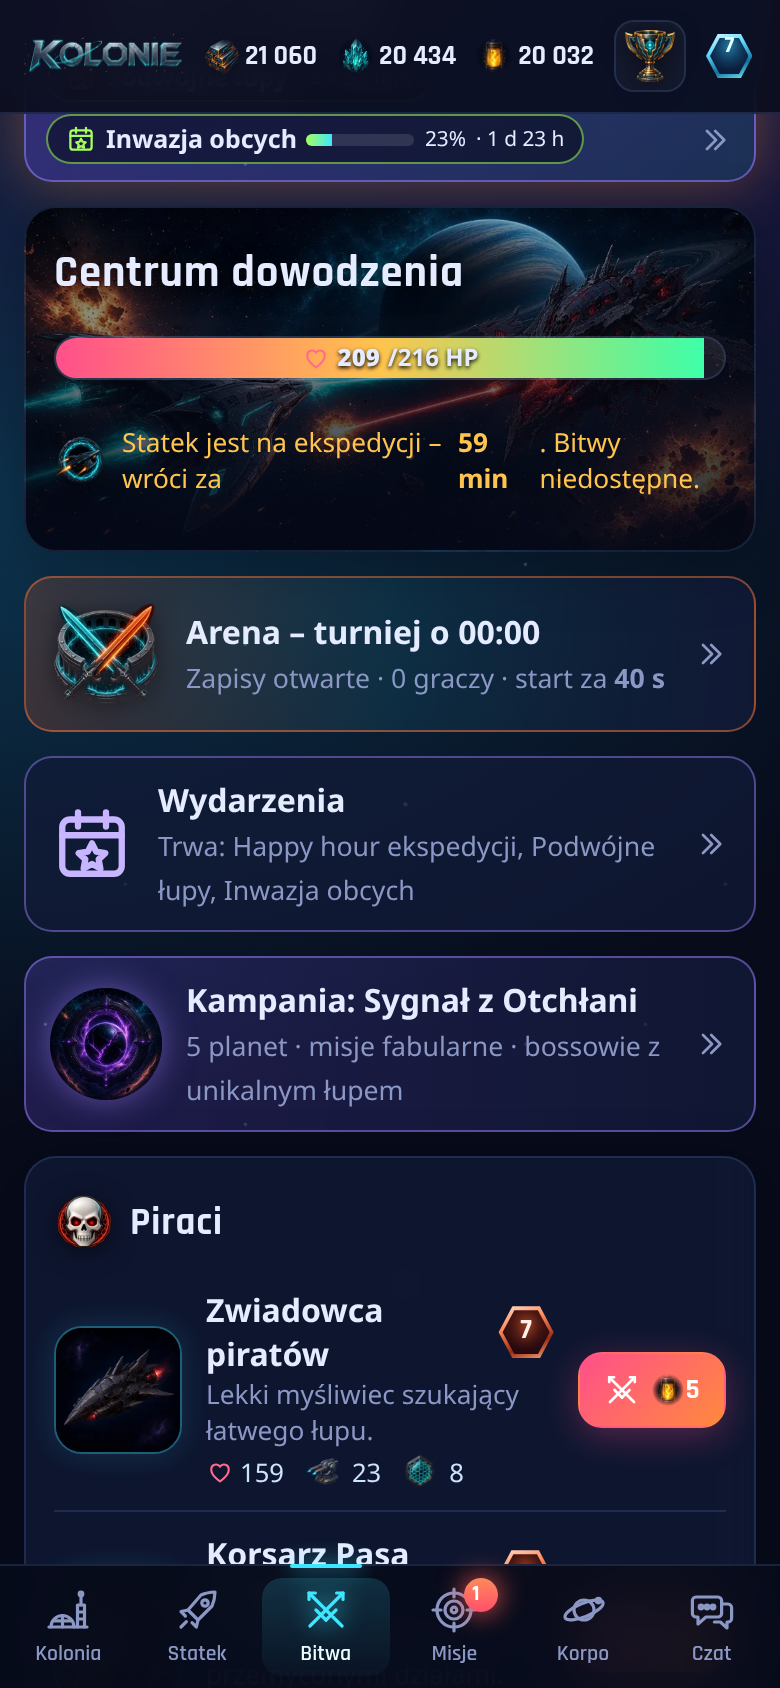 KOLONIE 21 060 20 434 20 032 7
Inwazja obcych 23% · 1 d 23 h
Centrum dowodzenia
209 /216 HP
Statek jest na ekspedycji – wróci za 59 min . Bitwy niedostępne.
Arena – turniej o 00:00
Zapisy otwarte · 0 graczy · start za 40 s
Wydarzenia
Trwa: Happy hour ekspedycji, Podwójne
łupy, Inwazja obcych
Kampania: Sygnał z Otchłani
5 planet · misje fabularne · bossowie z
unikalnym łupem
Piraci
Zwiadowca
piratów
7
Lekki myśliwiec szukający
łatwego łupu.
159 23 8
5
Korsarz Pasa
przemyconymi działami.
Kolonia Statek Bitwa Misje 1 Korpo Czat